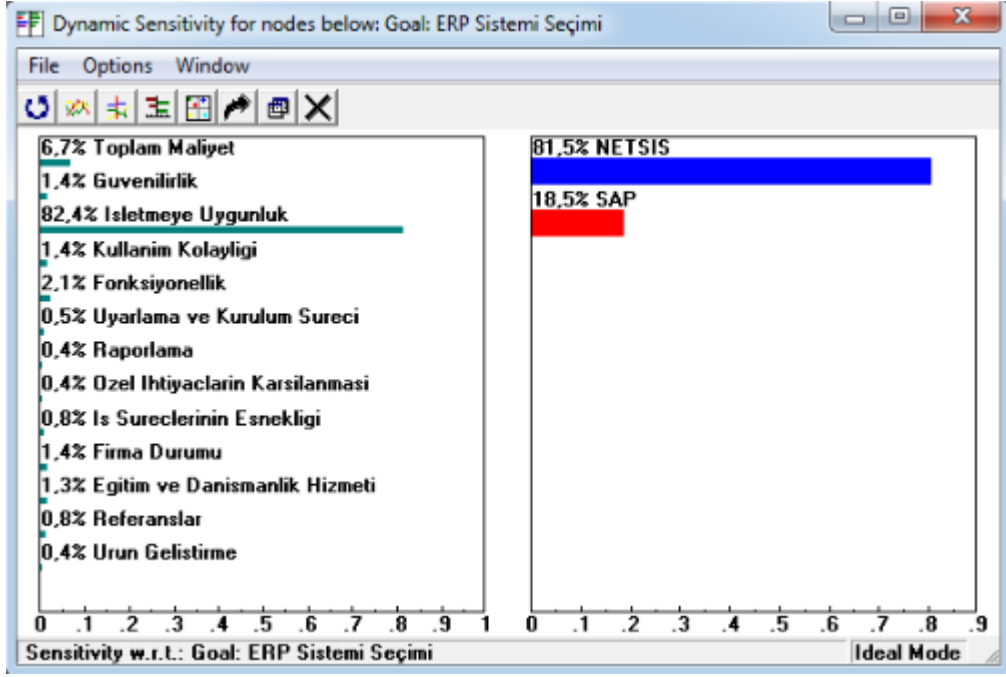 Dynamic Sensitivity for nodes below: Goal: ERP Sistemi Seçimi
File Options Window
6,7% Toplam Maliyet
1,4% Guvenilirlik
82,4% Isletmeye Uygunluk
1,4% Kullanim Kolayligi
2,1% Fonksiyonellik
0,5% Uyarlama ve Kurulum Sureci
0,4% Raporlama
0,4% Ozel Ihtiyaclarin Karsilanmasi
0,8% Is Sureclerinin Esnekligi
1,4% Firma Durumu
1,3% Egitim ve Danismanlik Hizmeti
0,8% Referanslar
0,4% Urun Gelistirme
0 .1 .2 .3 .4 .5 .6 .7 .8 .9 1
81,5% NETSIS
18,5% SAP
0 .1 .2 .3 .4 .5 .6 .7 .8 .9
Sensitivity w.r.t.: Goal: ERP Sistemi Seçimi
Ideal Mode